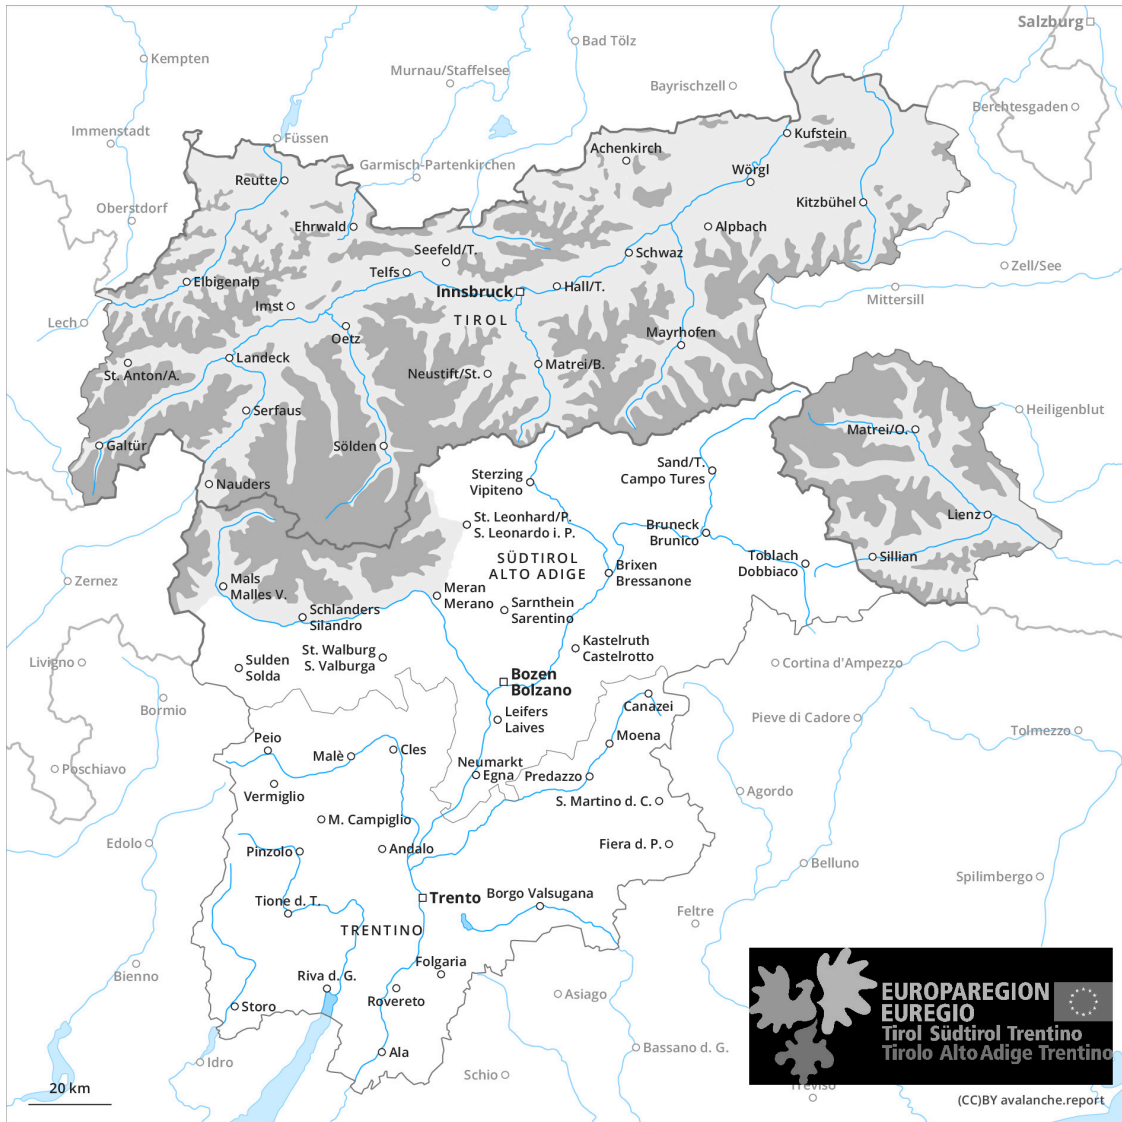 Salzburg
Bad Tölz
Kempten
Murnau/Staffelsee
Bayrischzell
Berchtesgaden
Immenstadt
Füssen
Kufstein
Achenkirch
Garmisch-Partenkirchen
Wörgl
Reutte
Oberstdorf
Kitzbühel
Ehrwald
Alpbach
Seefeld/T.
Schwaz
Zell/See
Telfs
Elbigenalp
Hall/T.
Innsbruck
Mittersill
Imst
TIROL
Lech
Mayrhofen
Oetz
Landeck
Matrei/B.
St. Anton/A.
Neustift/St.
Serfaus
Heiligenblut
Matrei/O.
Galtür
Sölden
Sand/T.
Campo Tures
Sterzing
Vipiteno
Nauders
St. Leonhard/P.
S. Leonardo i. P.
Lienz
Bruneck
Brunico
SÜDTIROL
ALTO ADIGE
Toblach
Dobbiaco
Sillian
Brixen
Bressanone
Zernez
Mals
Malles V.
Meran
Merano
Sarnthein
Sarentino
Schlanders
Silandro
Kastelruth
Castelrotto
St. Walburg
S. Valburga
Livigno
Sulden
Solda
Cortina d'Ampezzo
Bozen
Bolzano
Bormio
Canazei
Leifers
Laives
Pieve di Cadore
Tolmezzo
Peio
Moena
Malè
Cles
Neumarkt
Egna
Predazzo
Poschiavo
Vermiglio
Agordo
S. Martino d. C.
M. Campiglio
Edolo
Fiera d. P.
Pinzolo
Andalo
Belluno
Spilimbergo
Borgo Valsugana
Tione d. T.
Trento
Feltre
TRENTINO
Folgaria
Bienno
Riva d. G.
Rovereto
Asiago
Storo
EUROPAREGION
EUREGIO
Tirol Südtirol Trentino
Tirolo Alto Adige Trentino
Ala
Bassano d. G.
Idro
Schio
Treviso
20 km
(CC)BY avalanche.report